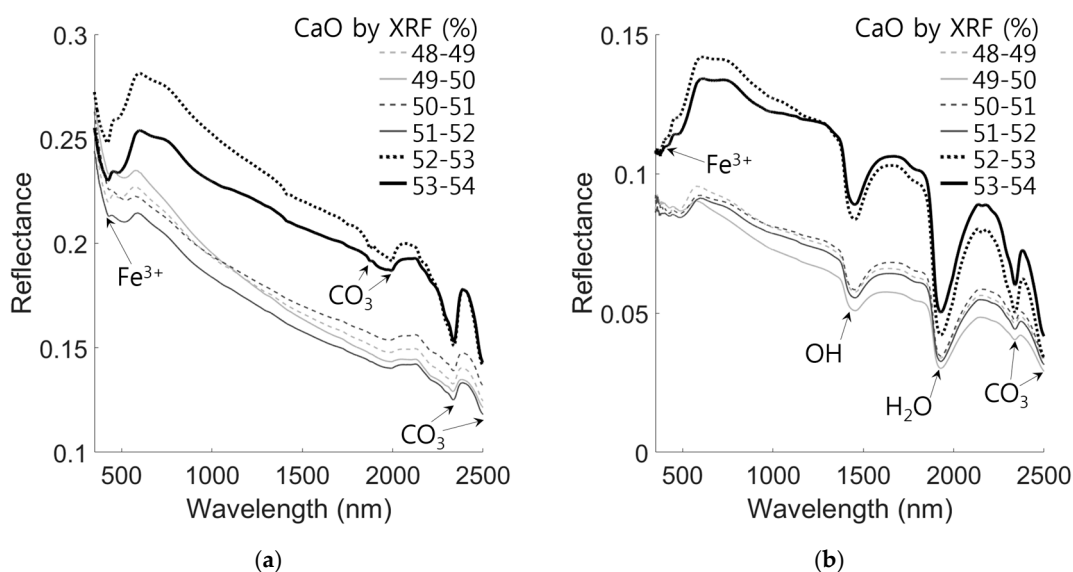 CaO by XRF (%)
48-49
49-50
50-51
51-52
52-53
53-54
0.3
0.25
0.2
0.15
0.1
Reflectance
Fe³⁺
CO₃
CO₃
500
1000
1500
2000
2500
Wavelength (nm)
(a)
CaO by XRF (%)
48-49
49-50
50-51
51-52
52-53
53-54
0.15
0.1
0.05
0
Reflectance
Fe³⁺
OH
H₂O
CO₃
500
1000
1500
2000
2500
Wavelength (nm)
(b)